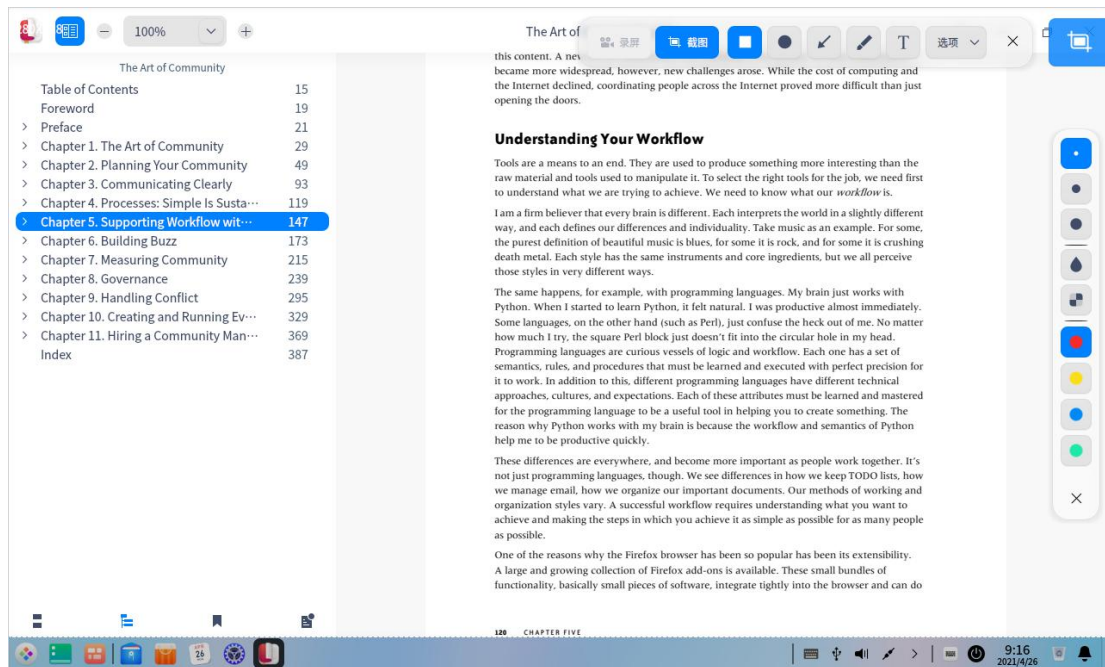 100%
The Art of
录屏
截图
T
选项
The Art of Community
Table of Contents 15
Foreword 19
Preface 21
Chapter 1. The Art of Community 29
Chapter 2. Planning Your Community 49
Chapter 3. Communicating Clearly 93
Chapter 4. Processes: Simple Is Susta··· 119
Chapter 5. Supporting Workflow wit··· 147
Chapter 6. Building Buzz 173
Chapter 7. Measuring Community 215
Chapter 8. Governance 239
Chapter 9. Handling Conflict 295
Chapter 10. Creating and Running Ev··· 329
Chapter 11. Hiring a Community Man··· 369
Index 387
this content. A
became more widespread, however, new challenges arose. While the cost of computing and
the Internet declined, coordinating people across the Internet proved more difficult than just
opening the doors.
Understanding Your Workflow
Tools are a means to an end. They are used to produce something more interesting than the
raw material and tools used to manipulate it. To select the right tools for the job, we need first
to understand what we are trying to achieve. We need to know what our workflow is.
I am a firm believer that every brain is different. Each interprets the world in a slightly different
way, and each defines our differences and individuality. Take music as an example. For some,
the purest definition of beautiful music is blues, for some it is rock, and for some it is crushing
death metal. Each style has the same instruments and core ingredients, but we all perceive
those styles in very different ways.
The same happens, for example, with programming languages. My brain just works with
Python. When I started to learn Python, it felt natural. I was productive almost immediately.
Some languages, on the other hand (such as Perl), just confuse the heck out of me. No matter
how much I try, the square Perl block just doesn't fit into the circular hole in my head.
Programming languages are curious vessels of logic and workflow. Each one has a set of
semantics, rules, and procedures that must be learned and executed with perfect precision for
it to work. In addition to this, different programming languages have different technical
approaches, cultures, and expectations. Each of these attributes must be learned and mastered
for the programming language to be a useful tool in helping you to create something. The
reason why Python works with my brain is because the workflow and semantics of Python
help me to be productive quickly.
These differences are everywhere, and become more important as people work together. It's
not just programming languages, though. We see differences in how we keep TODO lists, how
we manage email, how we organize our important documents. Our methods of working and
organization styles vary. A successful workflow requires understanding what you want to
achieve and making the steps in which you achieve it as simple as possible for as many people
as possible.
One of the reasons why the Firefox browser has been so popular has been its extensibility.
A large and growing collection of Firefox add-ons is available. These small bundles of
functionality, basically small pieces of software, integrate tightly into the browser and can do
120 CHAPTER FIVE
26
9:16
2021/4/26